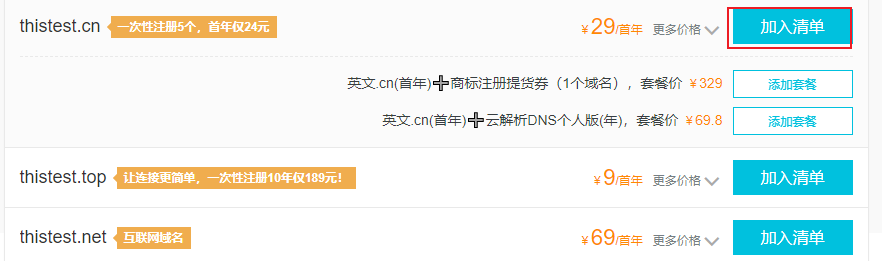 thistest.cn 一次性注册5个，首年仅24元 ¥29/首年 更多价格 加入清单
英文.cn(首年)➕商标注册提货券（1个域名），套餐价 ¥329 添加套餐
英文.cn(首年)➕云解析DNS个人版(年)，套餐价 ¥69.8 添加套餐
thistest.top 让连接更简单，一次性注册10年仅189元！ ¥9/首年 更多价格 加入清单
thistest.net 互联网域名 ¥69/首年 更多价格 加入清单